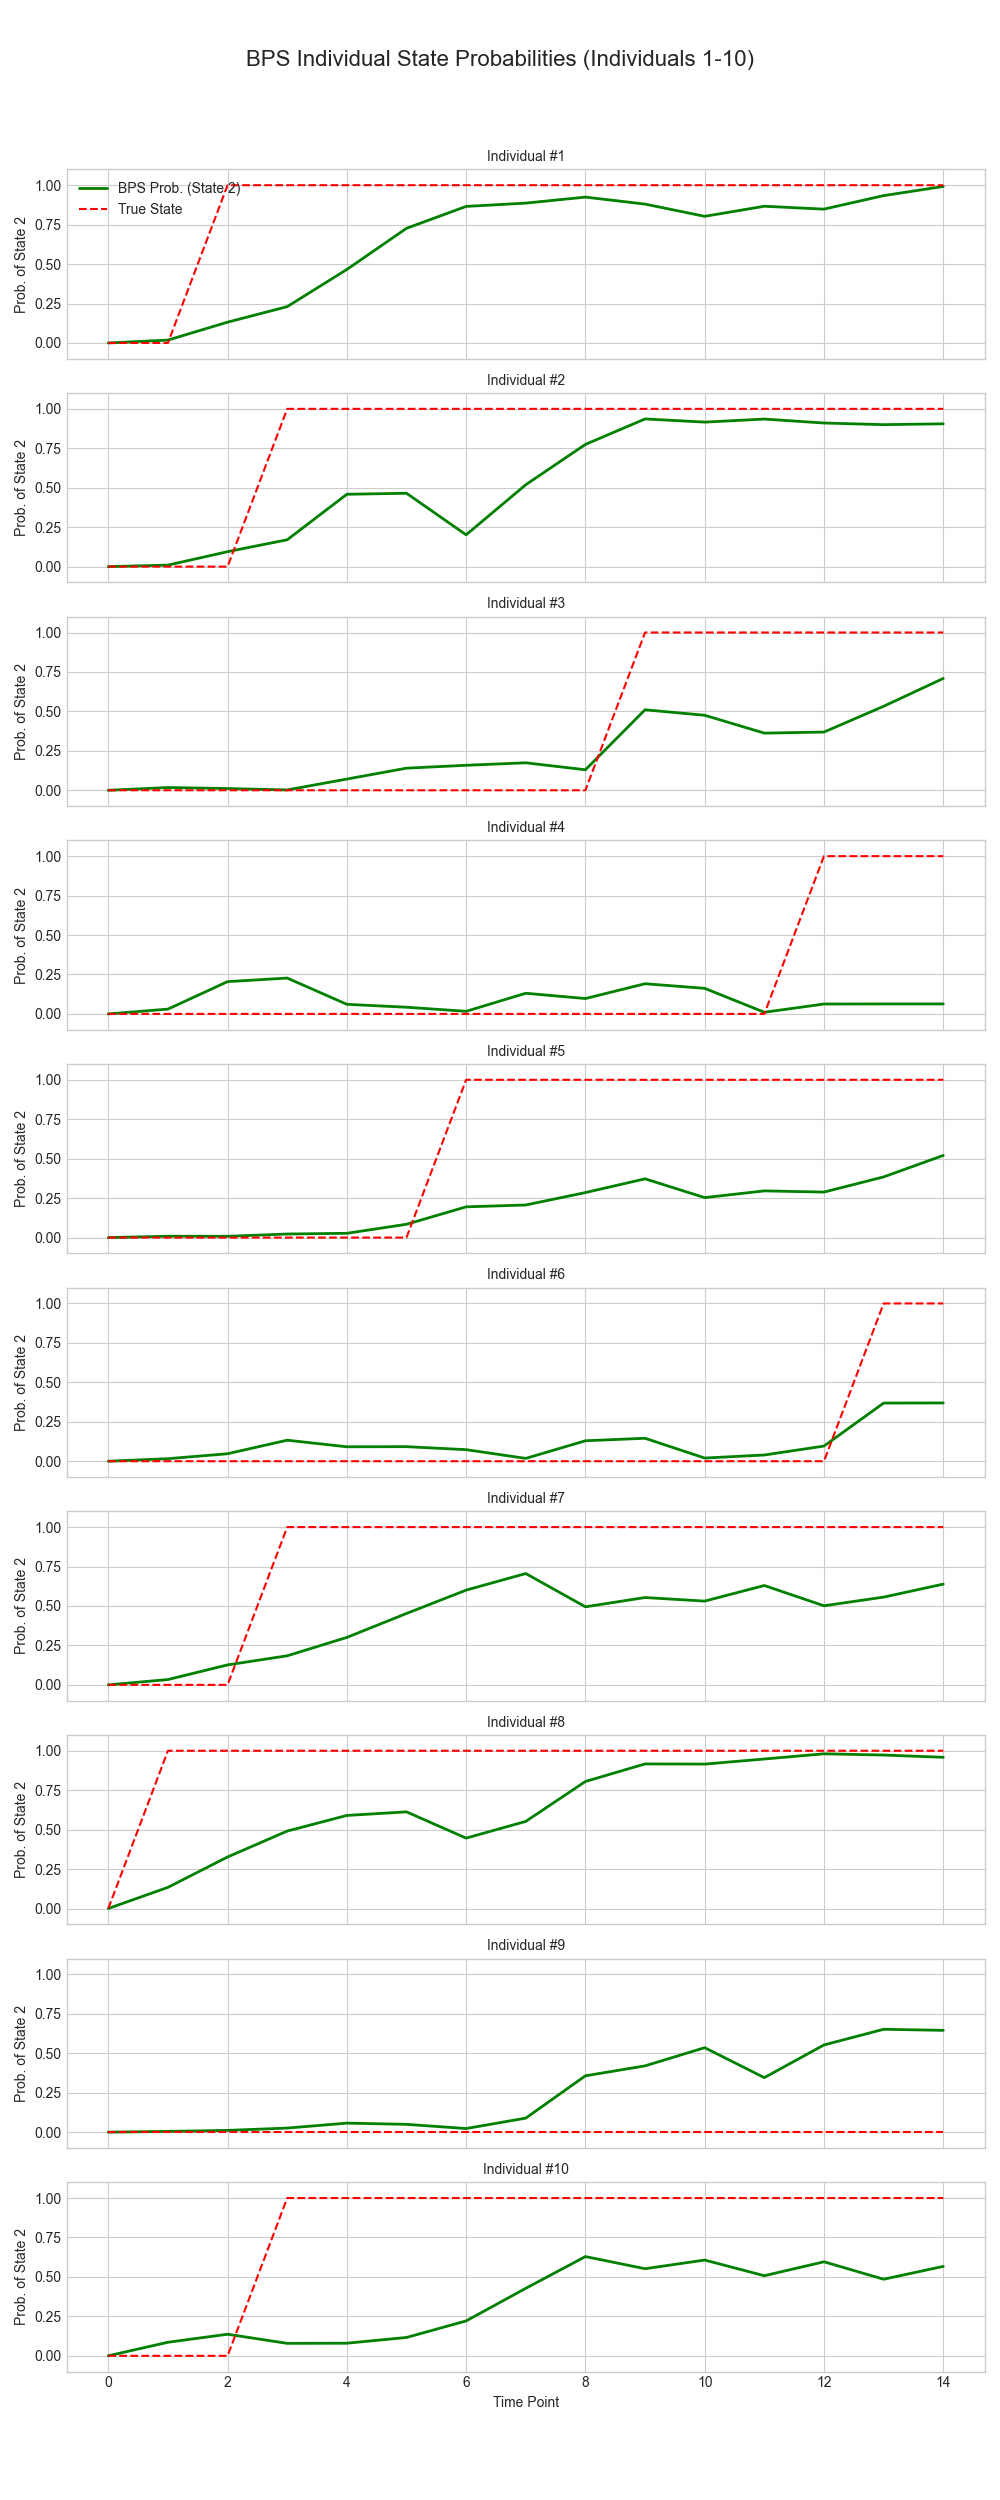 BPS Individual State Probabilities (Individuals 1-10)
Individual #1
1.00
0.75
0.50
0.25
0.00
Prob. of State 2
BPS Prob. (State 2)
True State
Individual #2
1.00
0.75
0.50
0.25
0.00
Prob. of State 2
Individual #3
1.00
0.75
0.50
0.25
0.00
Prob. of State 2
Individual #4
1.00
0.75
0.50
0.25
0.00
Prob. of State 2
Individual #5
1.00
0.75
0.50
0.25
0.00
Prob. of State 2
Individual #6
1.00
0.75
0.50
0.25
0.00
Prob. of State 2
Individual #7
1.00
0.75
0.50
0.25
0.00
Prob. of State 2
Individual #8
1.00
0.75
0.50
0.25
0.00
Prob. of State 2
Individual #9
1.00
0.75
0.50
0.25
0.00
Prob. of State 2
Individual #10
1.00
0.75
0.50
0.25
0.00
Prob. of State 2
0 2 4 6 8 10 12 14
Time Point